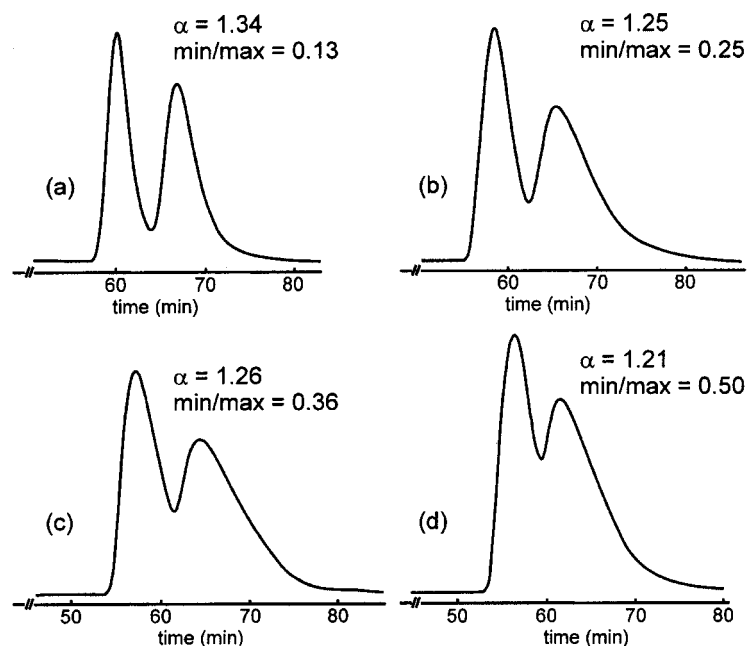 α = 1.34
min/max = 0.13
(a)
60 70 80
time (min)
α = 1.25
min/max = 0.25
(b)
60 70 80
time (min)
α = 1.26
min/max = 0.36
(c)
50 60 70 80
time (min)
α = 1.21
min/max = 0.50
(d)
50 60 70 80
time (min)